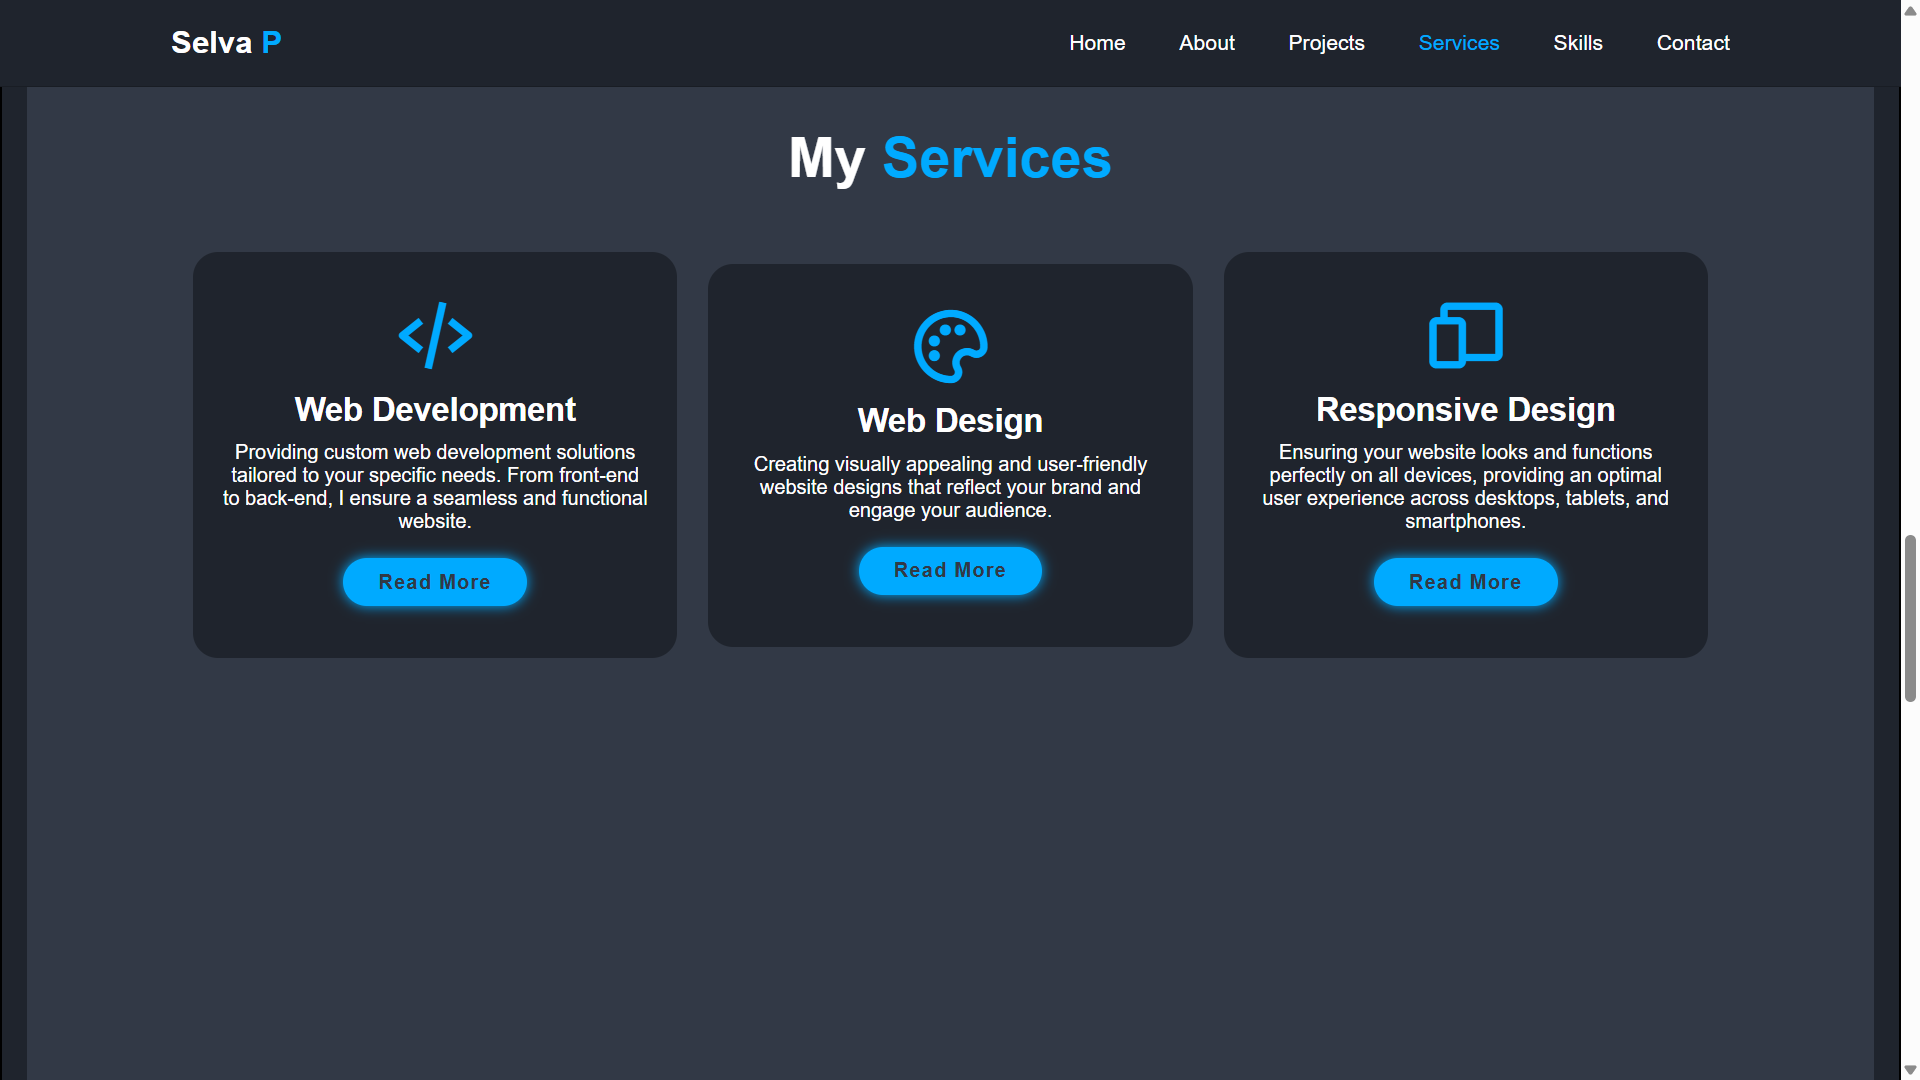 Selva P
Home About Projects Services Skills Contact
My Services
Web Development
Providing custom web development solutions
tailored to your specific needs. From front-end
to back-end, I ensure a seamless and functional
website.
Read More
Web Design
Creating visually appealing and user-friendly
website designs that reflect your brand and
engage your audience.
Read More
Responsive Design
Ensuring your website looks and functions
perfectly on all devices, providing an optimal
user experience across desktops, tablets, and
smartphones.
Read More